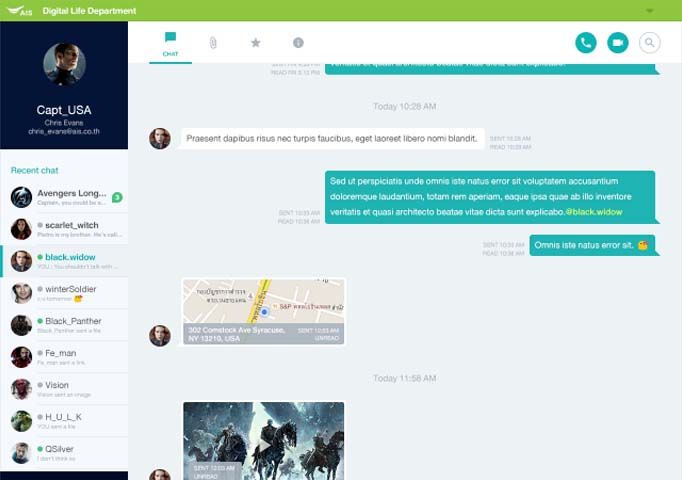 AIS Digital Life Department
Capt_USA
Chris Evans
chris_evans@ais.co.th
Recent chat
Avengers Long...
Captain, you could be a...
3
scarlet_witch
Pietro is my brother. He's call...
black.widow
YOU : You shouldn't talk with ...
winterSoldier
c u tomorrow
Black_Panther
Black_Panther sent a file
Fe_man
Fe_man sent a link
Vision
Vision sent an image
H_U_L_K
YOU sent a file
QSilver
I don't think so
CHAT
READ FRI 5:12 PM
Today 10:28 AM
Praesent dapibus risus nec turpis faucibus, eget laoreet libero nomi blandit.
SENT 10:28 AM
READ 10:28 AM
Sed ut perspiciatis unde omnis iste natus error sit voluptatem accusantium
doloremque laudantium, totam rem aperiam, eaque ipsa quae ab illo inventore
veritatis et quasi architecto beatae vitae dicta sunt explicabo.@black.widow
SENT 10:33 AM
READ 10:38 AM
Omnis iste natus error sit.
SENT 10:33 AM
READ 10:38 AM
S&P
302 Comstock Ave Syracuse,
NY 13210, USA
SENT 10:53 AM
UNREAD
Today 11:58 AM
SENT 12:03 AM
UNREAD